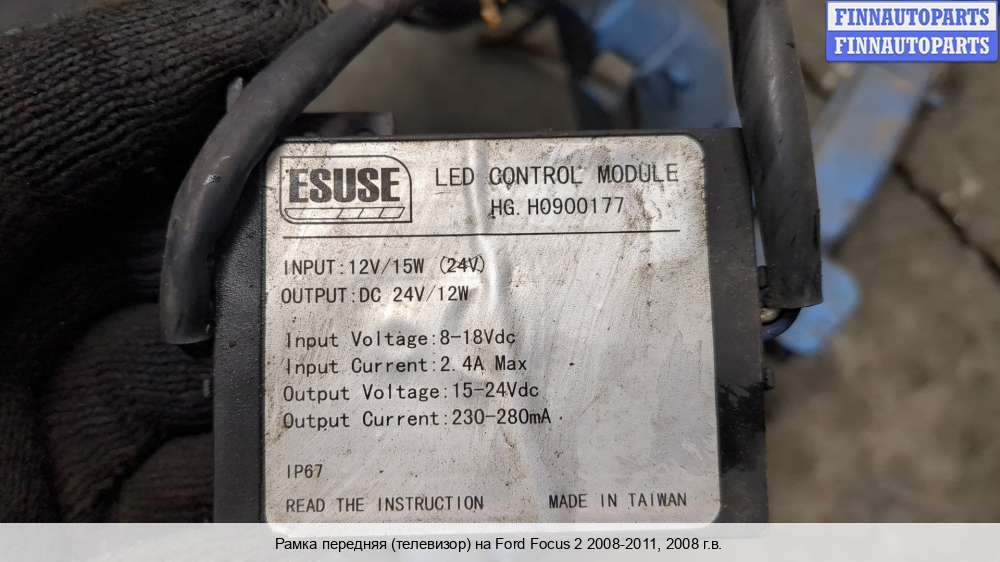 FINNAUTOPARTS
FINNAUTOPARTS
ESUSE
LED CONTROL MODULE
HG.H0900177
INPUT:12V/15W (24V)
OUTPUT:DC 24V/12W
Input Voltage:8-18Vdc
Input Current:2.4A Max
Output Voltage:15-24Vdc
Output Current:230-280mA
IP67
READ THE INSTRUCTION MADE IN TAIWAN
Рамка передняя (телевизор) на Ford Focus 2 2008-2011, 2008 г.в.